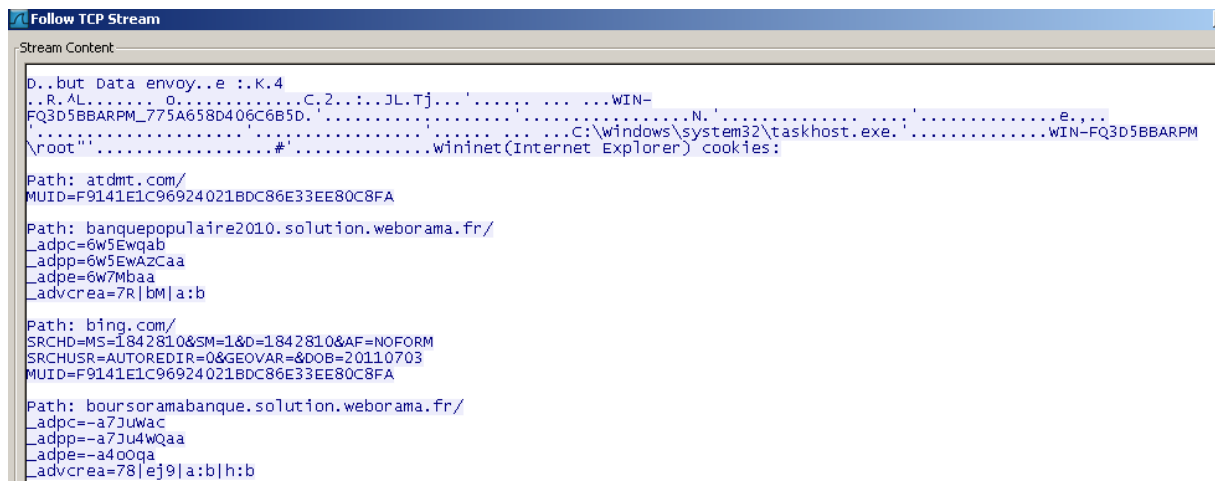 Follow TCP Stream
Stream Content
D..but Data envoy..e :.K.4
..R.^L....... o.............C.2..:..JL.Tj...'...... ... ...WIN-
FQ3D5BBARPM_775A658D406C6B5D.'...................'.................N.'............. ....'..............e.,..
'......................'.................'...... ... ...C:\Windows\system32\taskhost.exe.'..............WIN-FQ3D5BBARPM
\root"'..................#'..............Wininet(Internet Explorer) cookies:
Path: atdmt.com/
MUID=F9141E1C96924021BDC86E33EE80C8FA
Path: banquepopulaire2010.solution.weborama.fr/
_adpc=6W5Ewqab
_adpp=6W5EwAzCaa
_adpe=6W7Mbaa
_advcrea=7R|bM|a:b
Path: bing.com/
SRCHD=MS=1842810&SM=1&D=1842810&AF=NOFORM
SRCHUSR=AUTOREDIR=0&GEOVAR=&DOB=20110703
MUID=F9141E1C96924021BDC86E33EE80C8FA
Path: boursoramabanque.solution.weborama.fr/
_adpc=-a7JuWac
_adpp=-a7Ju4WQaa
_adpe=-a4oOqa
_advcrea=78|ej9|a:b|h:b